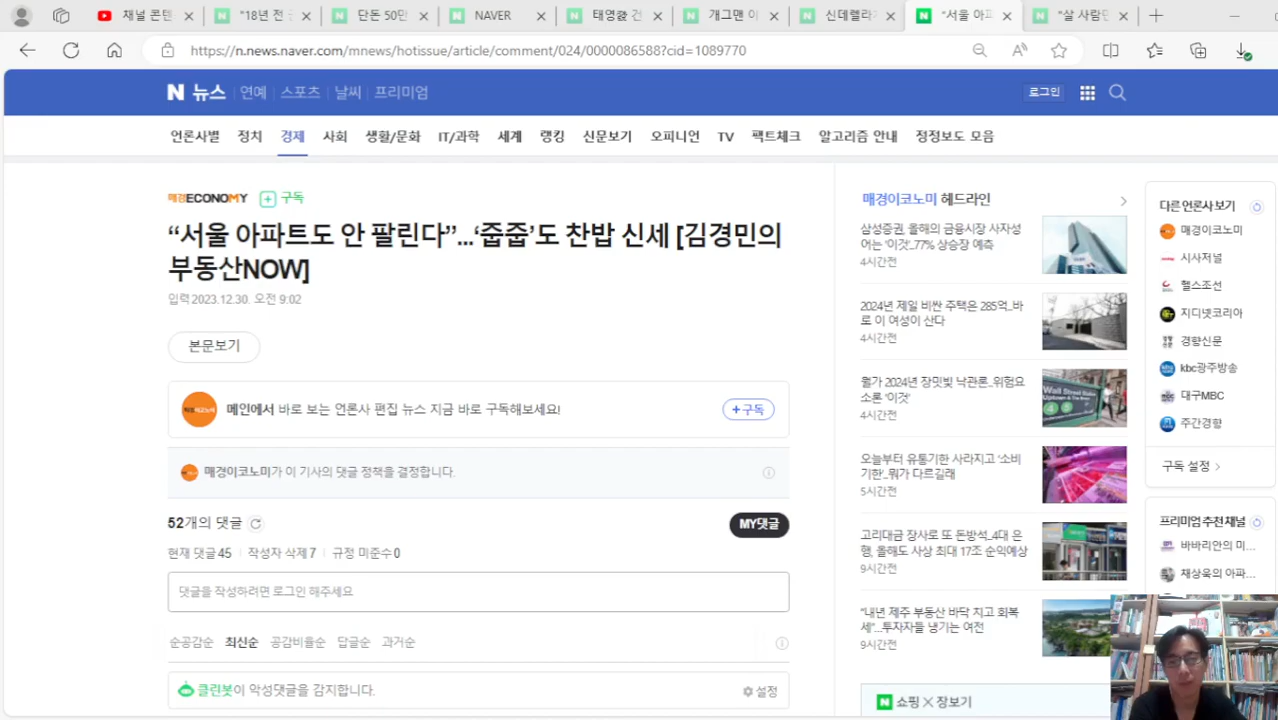 채널 콘텐
"18년 전
단돈 50만
NAVER
태영發 건
개그맨 이
신데렐라
"서울 아파
"살 사람
https://n.news.naver.com/mnews/hotissue/article/comment/024/0000086588?cid=1089770
N 뉴스 연예 스포츠 날씨 프리미엄
로그인
언론사별 정치 경제 사회 생활/문화 IT/과학 세계 랭킹 신문보기 오피니언 TV 팩트체크 알고리즘 안내 정정보도 모음
매경ECONOMY 구독
“서울 아파트도 안 팔린다”...‘줍줍’도 찬밥 신세 [김경민의
부동산NOW]
입력 2023.12.30. 오전 9:02
본문보기
메인에서 바로 보는 언론사 편집 뉴스 지금 바로 구독해보세요!
+구독
매경이코노미가 이 기사의 댓글 정책을 결정합니다.
52개의 댓글
MY댓글
현재 댓글 45 작성자 삭제 7 규정 미준수 0
댓글을 작성하려면 로그인 해주세요
순공감순 최신순 공감비율순 답글순 과거순
클린봇이 악성댓글을 감지합니다.
설정
매경이코노미 헤드라인
삼성증권, 올해의 금융시장 사자성
어는 ‘이것’...77% 상승장 예측
4시간전
2024년 제일 비싼 주택은 285억...바
로 이 여성이 산다
4시간전
월가 2024년 장밋빛 낙관론...위험요
소론 ‘이것’
4시간전
Wall Street Station
4 5
오늘부터 유통기한 사라지고 ‘소비
기한’...뭐가 다르길래
5시간전
고리대금 장사로 또 돈방석...4대 은
행, 올해도 사상 최대 17조 순익예상
9시간전
“내년 제주 부동산 바닥 치고 회복
세”...투자자들 냉기는 여전
9시간전
N 쇼핑 X 장보기
다른 언론사 보기
매경이코노미
시사저널
헬스조선
지디넷코리아
경향신문
kbc광주방송
대구MBC
주간경향
구독 설정
프리미엄 추천 채널
바바리안의 미...
채상욱의 아파...